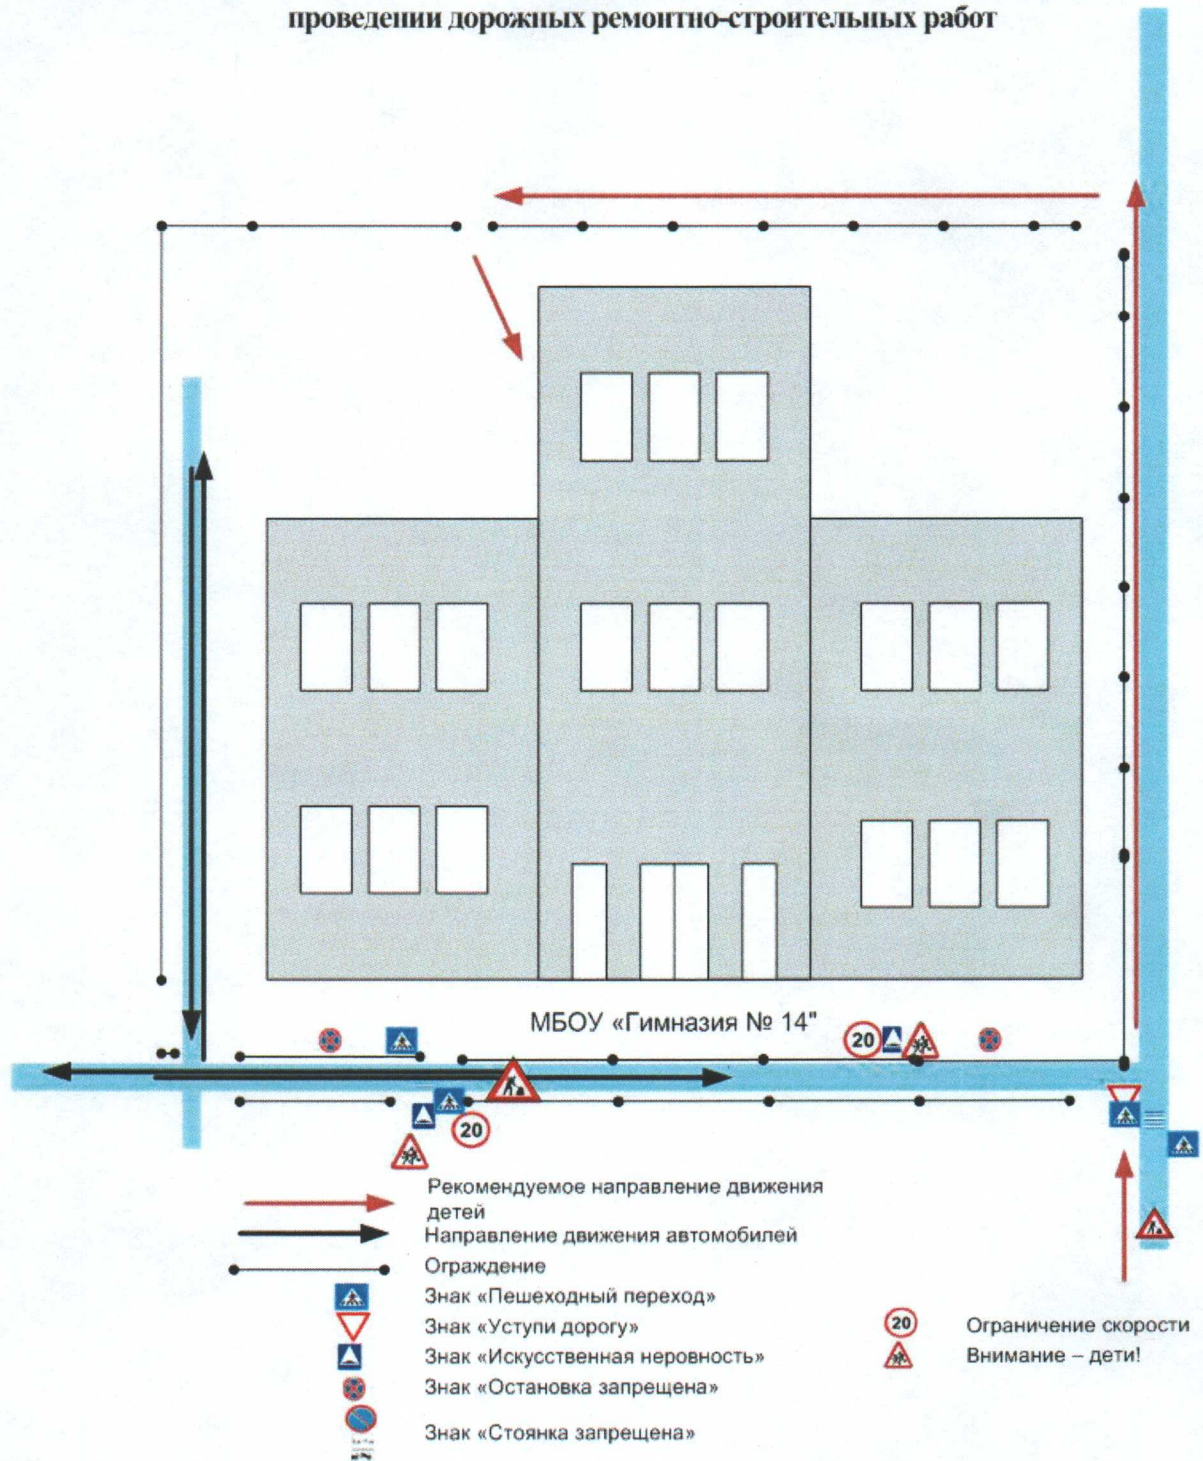 проведении дорожных ремонтно-строительных работ
МБОУ «Гимназия № 14"
20
20
Рекомендуемое направление движения
детей
Направление движения автомобилей
Ограждение
Знак «Пешеходный переход»
Знак «Уступи дорогу»
Знак «Искусственная неровность»
Знак «Остановка запрещена»
Знак «Стоянка запрещена»
20 Ограничение скорости
Внимание – дети!